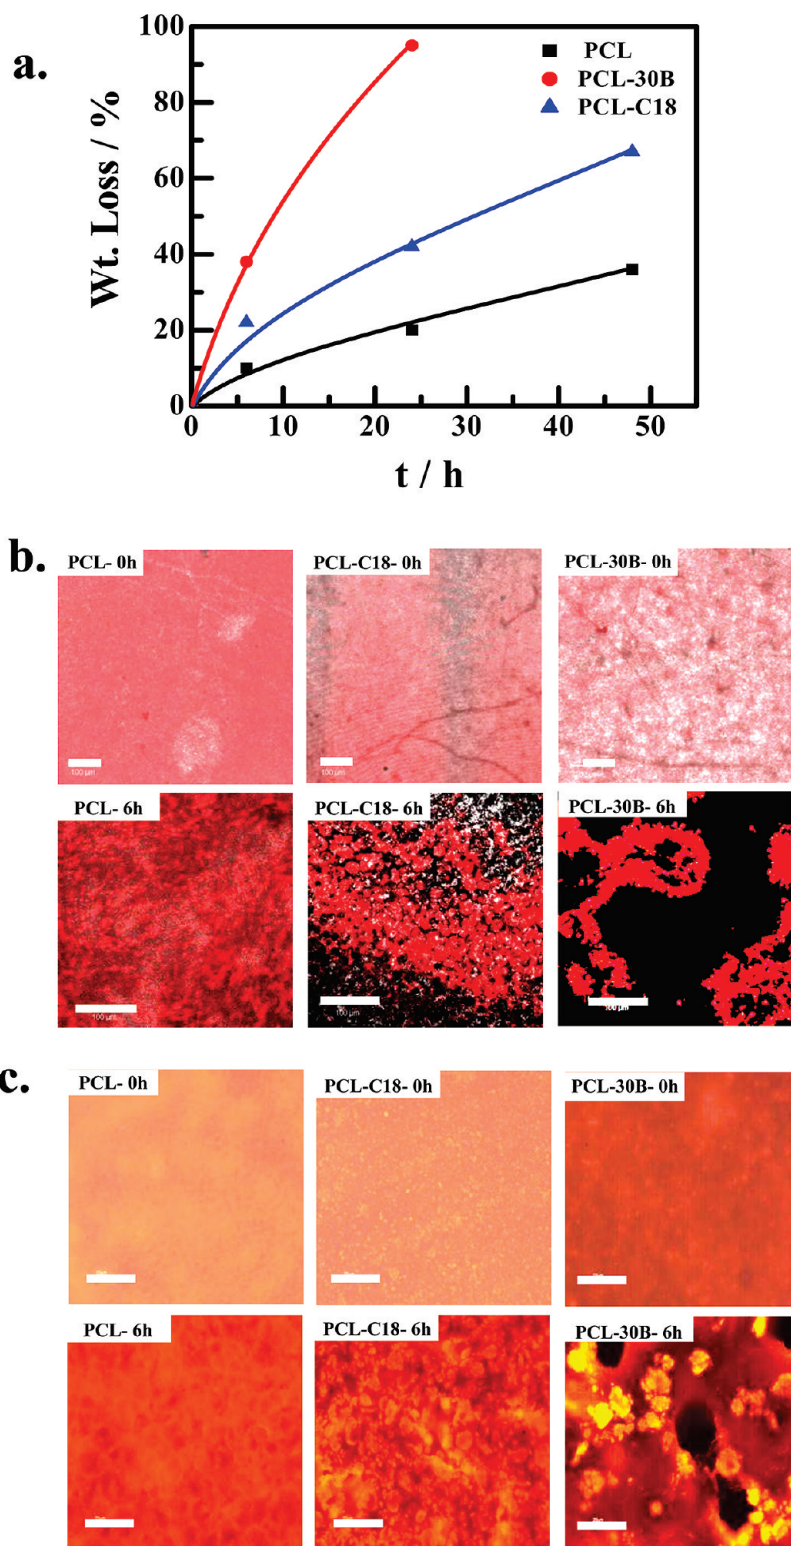 a.
100
80
60
40
20
0
Wt. Loss / %
PCL
PCL-30B
PCL-C18
0 10 20 30 40 50
t / h
b.
PCL- 0h
PCL-C18- 0h
PCL-30B- 0h
100 μm
100 μm
PCL- 6h
PCL-C18- 6h
PCL-30B- 6h
100 μm
100 μm
100 μm
c.
PCL- 0h
PCL-C18- 0h
PCL-30B- 0h
PCL- 6h
PCL-C18- 6h
PCL-30B- 6h